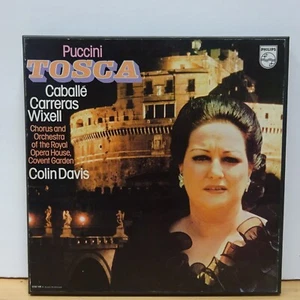 Puccini
TOSCA
Caballé
Carreras
Wixell
Chorus and
Orchestra
of the Royal
Opera House,
Covent Garden
Colin Davis
PHILIPS